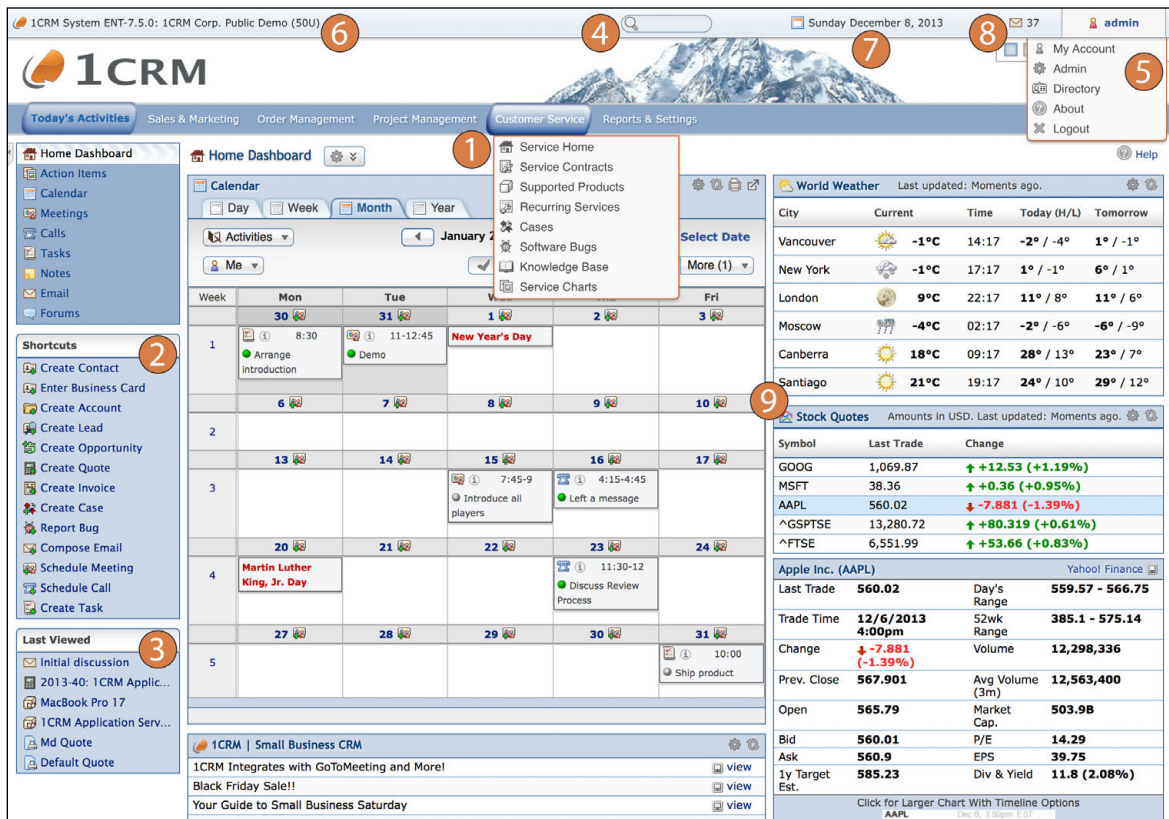 1CRM System ENT-7.5.0: 1CRM Corp. Public Demo (50U)
6
4
Sunday December 8, 2013
7
8
37
admin
1CRM
My Account
Admin
Directory
About
Logout
5
Today's Activities
Sales & Marketing
Order Management
Project Management
Customer Service
Reports & Settings
1
Service Home
Service Contracts
Supported Products
Recurring Services
Cases
Software Bugs
Knowledge Base
Service Charts
Home Dashboard
Action Items
Calendar
Meetings
Calls
Tasks
Notes
Email
Forums
Shortcuts
2
Create Contact
Enter Business Card
Create Account
Create Lead
Create Opportunity
Create Quote
Create Invoice
Create Case
Report Bug
Compose Email
Schedule Meeting
Schedule Call
Create Task
Last Viewed
3
Initial discussion
2013-40: 1CRM Applic...
MacBook Pro 17
1CRM Application Serv...
Md Quote
Default Quote
Home Dashboard
Help
Calendar
Day Week Month Year
Activities
January 2
Select Date
Me
More (1)
Week Mon Tue Fri
30 31 1 2 3
1
8:30
Arrange
introduction
11-12:45
Demo
New Year's Day
6 7 8 9 10
2
13 14 15 16 17
3
7:45-9
Introduce all
players
4:15-4:45
Left a message
20 21 22 23 24
4
Martin Luther
King, Jr. Day
11:30-12
Discuss Review
Process
27 28 29 30 31
5
10:00
Ship product
1CRM | Small Business CRM
1CRM Integrates with GoToMeeting and More! view
Black Friday Sale!! view
Your Guide to Small Business Saturday view
World Weather Last updated: Moments ago.
City Current Time Today (H/L) Tomorrow
Vancouver -1°C 14:17 -2° / -4° 1° / -1°
New York -1°C 17:17 1° / -1° 6° / 1°
London 9°C 22:17 11° / 8° 11° / 6°
Moscow -4°C 02:17 -2° / -6° -6° / -9°
Canberra 18°C 09:17 28° / 13° 23° / 7°
Santiago 21°C 19:17 24° / 10° 29° / 12°
9
Stock Quotes Amounts in USD. Last updated: Moments ago.
Symbol Last Trade Change
GOOG 1,069.87 +12.53 (+1.19%)
MSFT 38.36 +0.36 (+0.95%)
AAPL 560.02 -7.881 (-1.39%)
^GSPTSE 13,280.72 +80.319 (+0.61%)
^FTSE 6,551.99 +53.66 (+0.83%)
Apple Inc. (AAPL) Yahoo! Finance
Last Trade 560.02 Day's Range 559.57 - 566.75
Trade Time 12/6/2013 4:00pm 52wk Range 385.1 - 575.14
Change -7.881 (-1.39%) Volume 12,298,336
Prev. Close 567.901 Avg Volume (3m) 12,563,400
Open 565.79 Market Cap. 503.9B
Bid 560.01 P/E 14.29
Ask 560.9 EPS 39.75
1y Target Est. 585.23 Div & Yield 11.8 (2.08%)
Click for Larger Chart With Timeline Options
AAPL Dec 6, 3:59pm EST